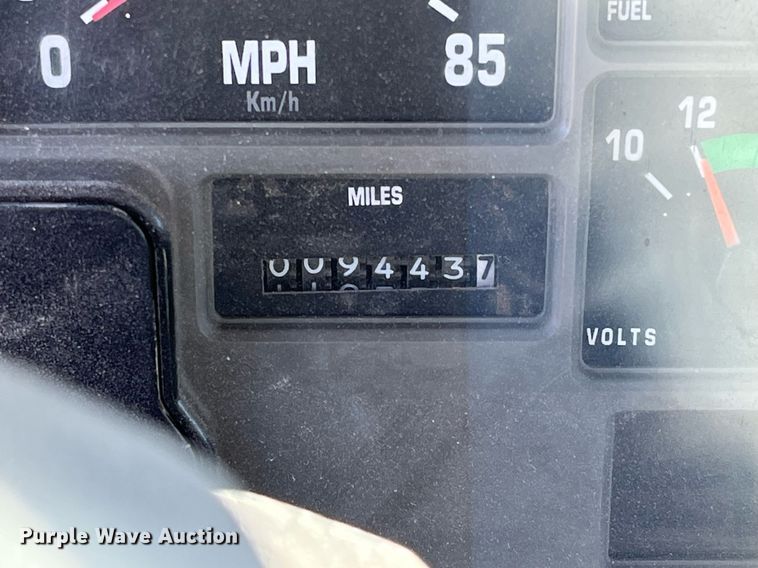 FUEL
0 MPH 85
Km/h
10 12
MILES
0094437
VOLTS
Purple Wave Auction®